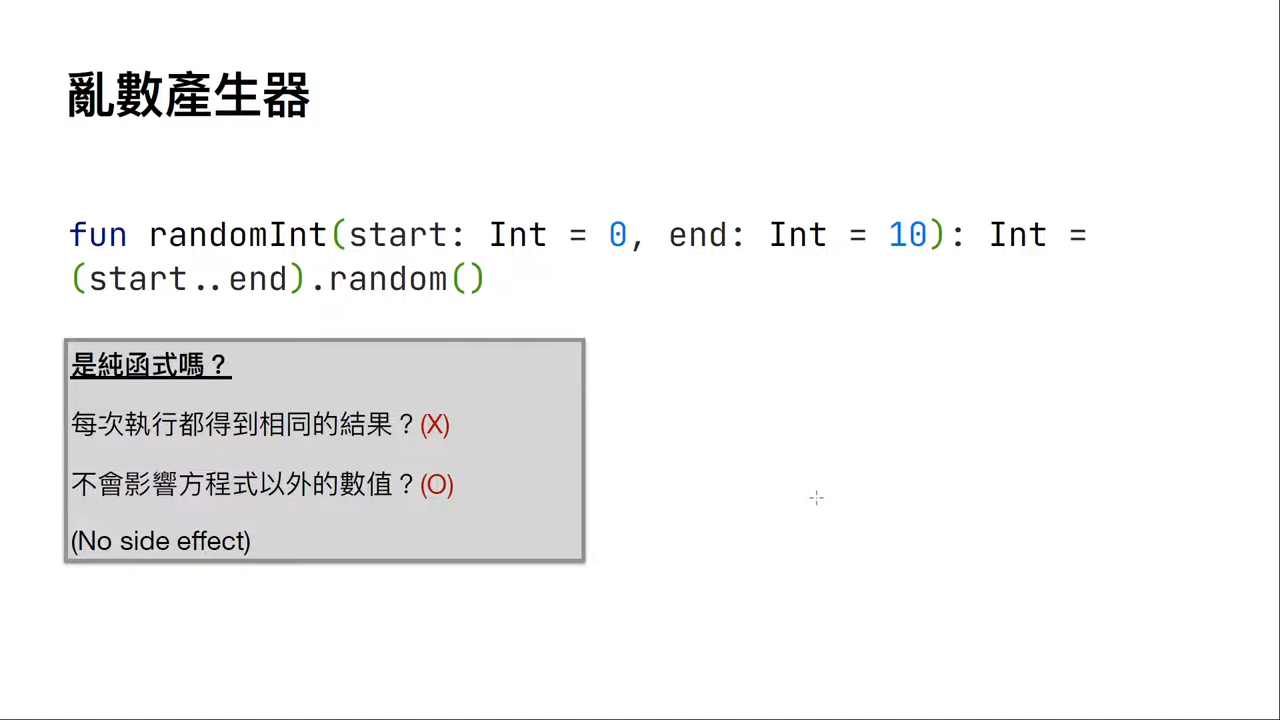 亂數產生器
fun randomInt(start: Int = 0, end: Int = 10): Int =
(start..end).random()
是純函式嗎？
每次執行都得到相同的結果？(X)
不會影響方程式以外的數值？(O)
(No side effect)